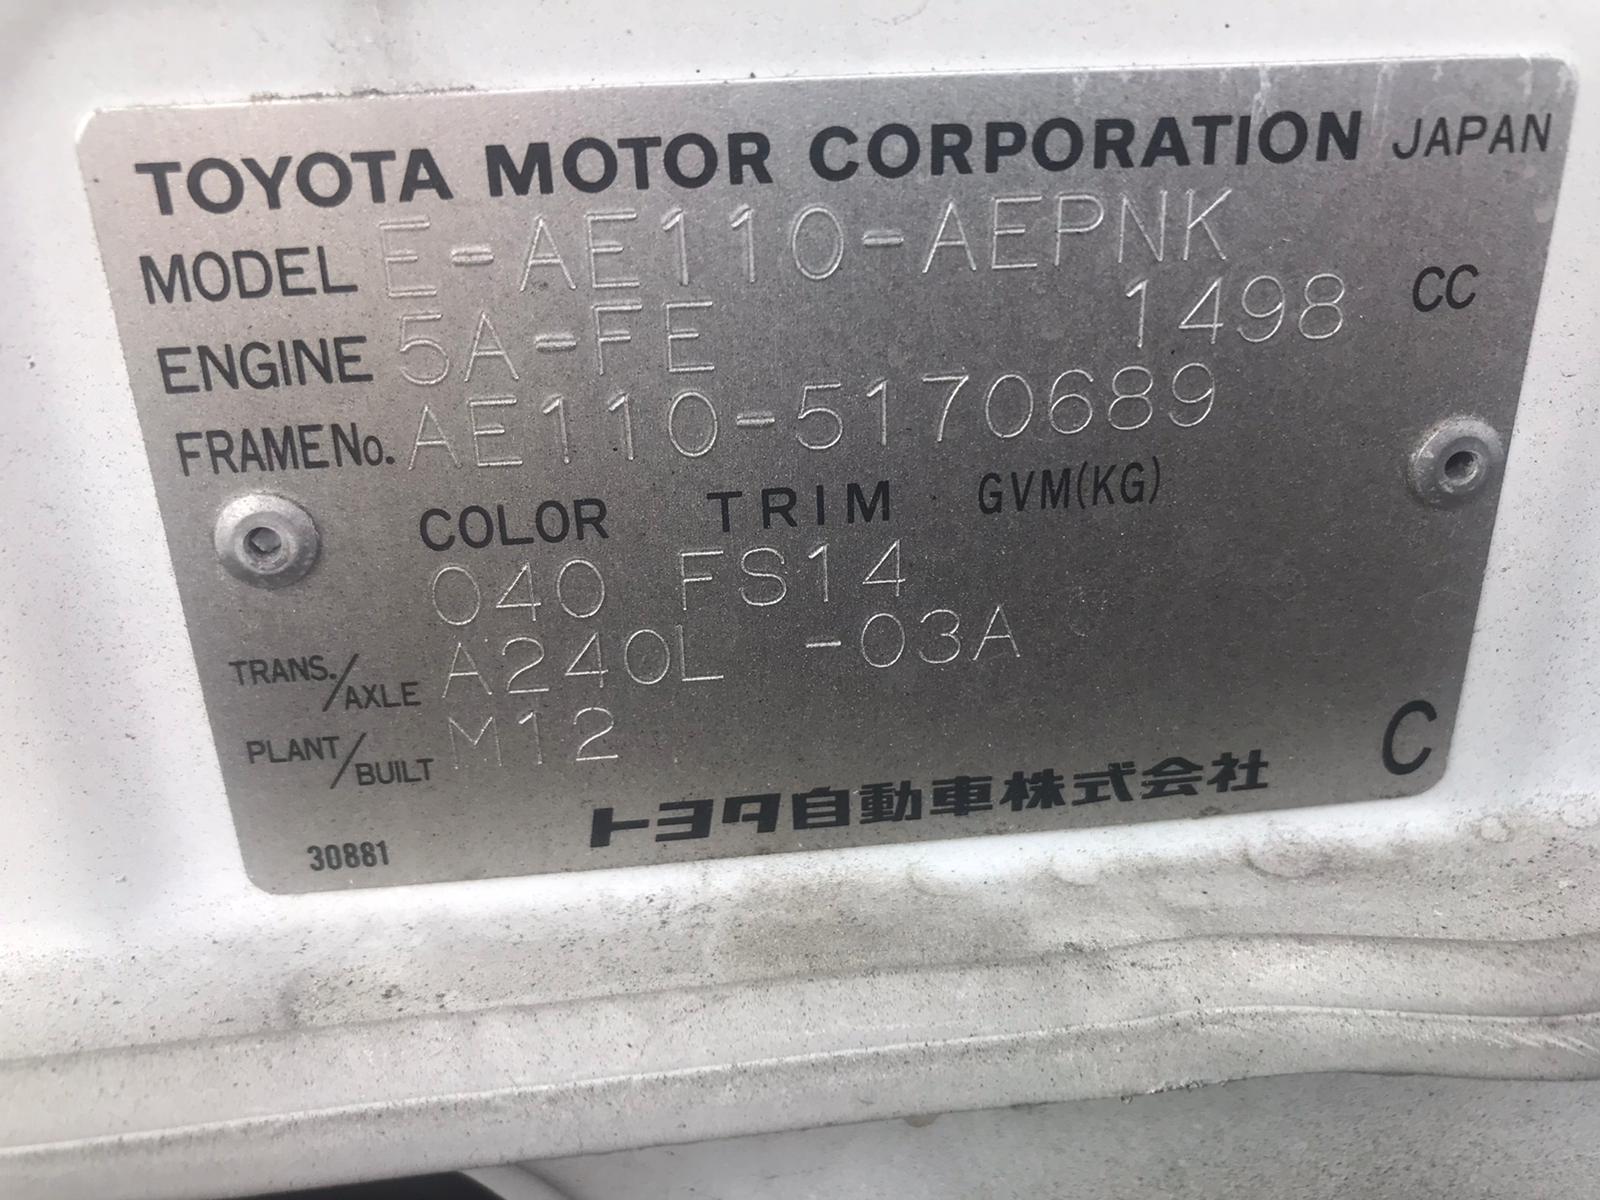 TOYOTA MOTOR CORPORATION JAPAN
MODEL E-AE110-AEPNK
ENGINE 5A-FE 1498 CC
FRAME No. AE110-5170689
COLOR TRIM GVM(KG)
040 FS14
TRANS./AXLE A240L -03A
PLANT/BUILT M12
C
トヨタ自動車株式会社
30881